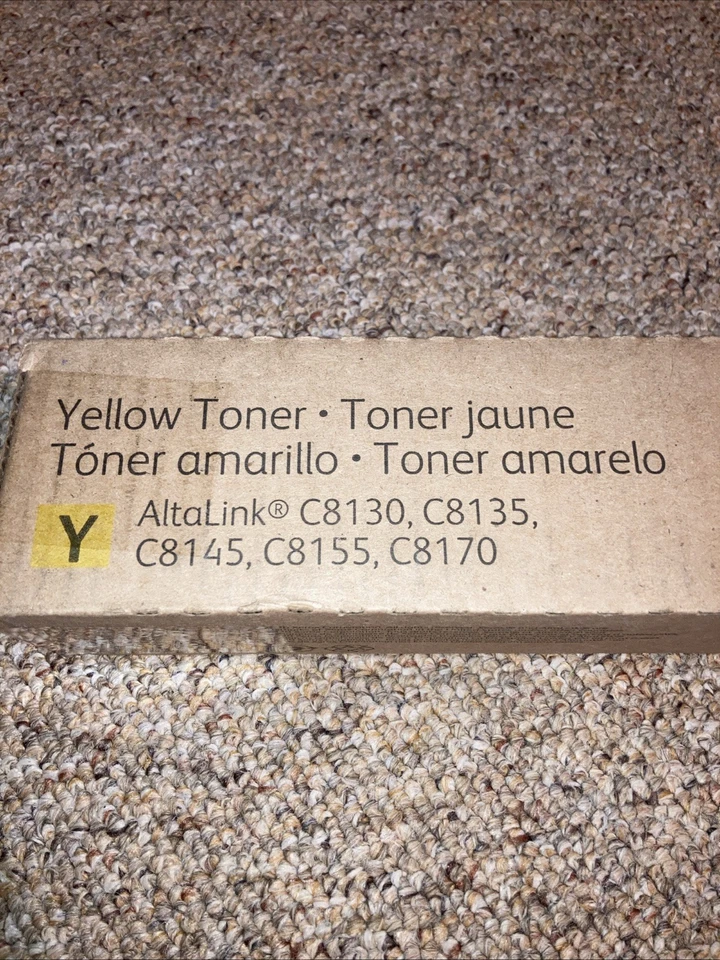 Yellow Toner • Toner jaune
Tóner amarillo • Toner amarelo
Y
AltaLink® C8130, C8135,
C8145, C8155, C8170